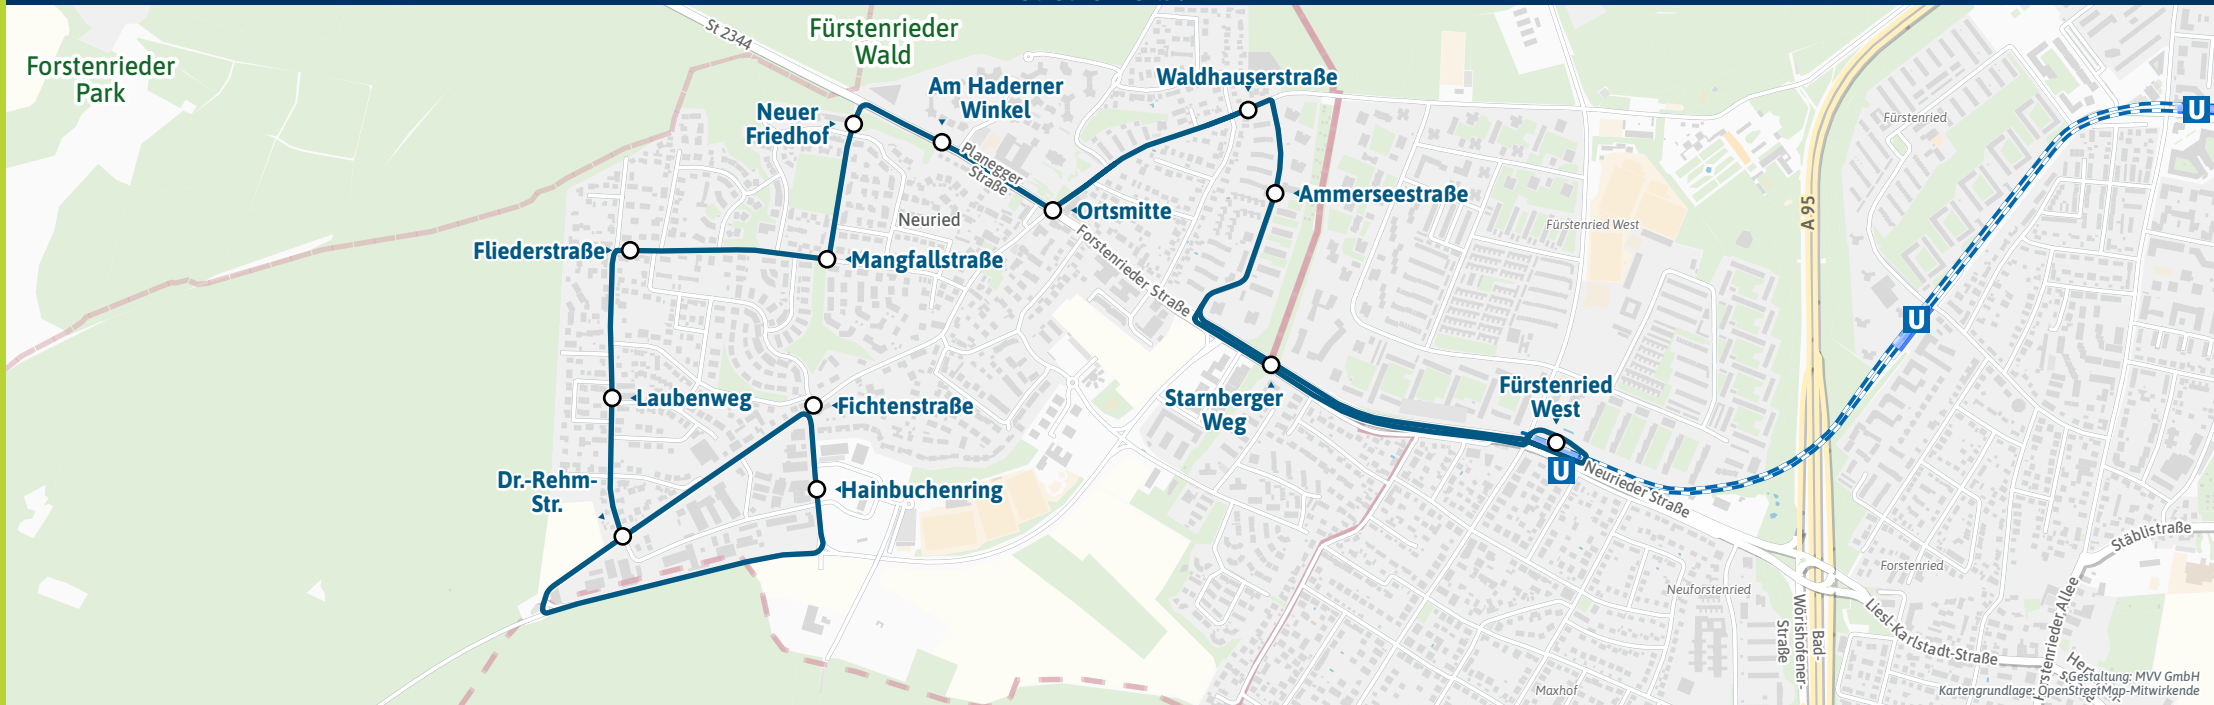 St 2344
Fürstenrieder
Wald
Forstenrieder
Park
Am Haderner
Winkel
Waldhauserstraße
Neuer
Friedhof
Planegger
Straße
Ortsmitte
Ammerseestraße
Neuried
Fliederstraße
Mangfallstraße
Forstenrieder Straße
Fürstenried
U
A 95
Fürstenried West
U
Laubenweg
Fichtenstraße
Starnberger
Weg
Fürstenried
West
U
Dr.-Rehm-
Str.
Hainbuchenring
Neurieder Straße
Stäblistraße
Forstenried
Neuforstenried
Liesl-Karlstadt-Straße
Bad-
Wörishofener-
Straße
Forstenrieder Allee
Maxhof
Gestaltung: MVV GmbH
Kartengrundlage: OpenStreetMap-Mitwirkende